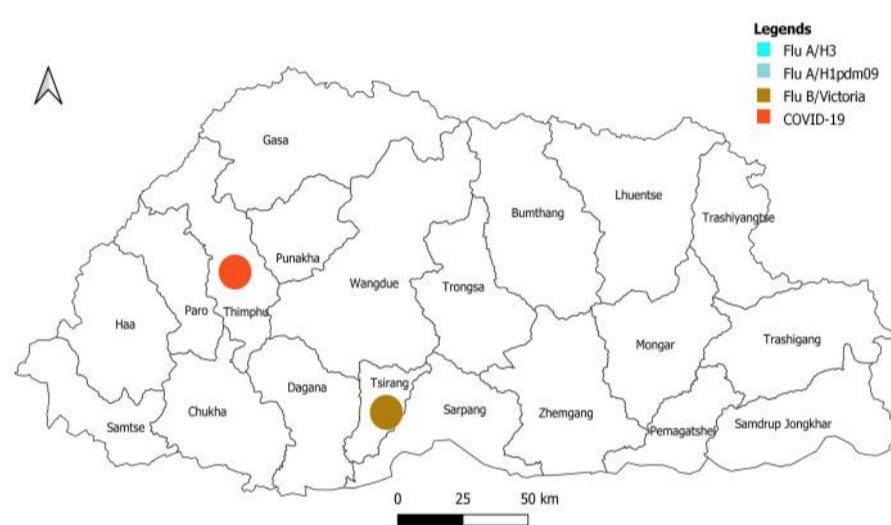 Legends
Flu A/H3
Flu A/H1pdm09
Flu B/Victoria
COVID-19
Gasa
Lhuentse
Bumthang
Trashiyangtse
Punakha
Wangdue
Trongsa
Thimphu
Paro
Haa
Mongar
Trashigang
Dagana
Tsirang
Chukha
Sarpang
Zhemgang
Samtse
Pemagatshel
Samdrup Jongkhar
0 25 50 km